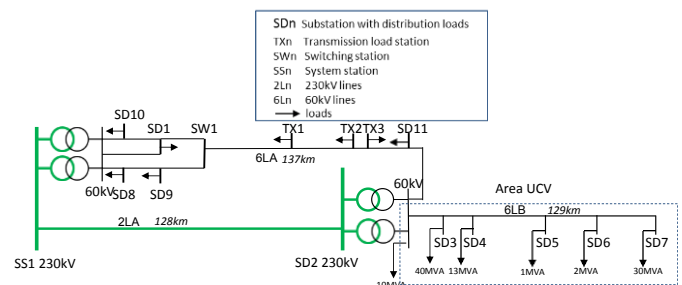 SDn Substation with distribution loads
TXn Transmission load station
SWn Switching station
SSn System station
2Ln 230kV lines
6Ln 60kV lines
loads
SD10
SD1
SW1
TX1
TX2
TX3
SD11
6LA 137km
60kV
SD8
SD9
60kV
Area UCV
6LB 129km
2LA 128km
SD3
SD4
SD5
SD6
SD7
SS1 230kV
SD2 230kV
40MVA
13MVA
1MVA
2MVA
30MVA